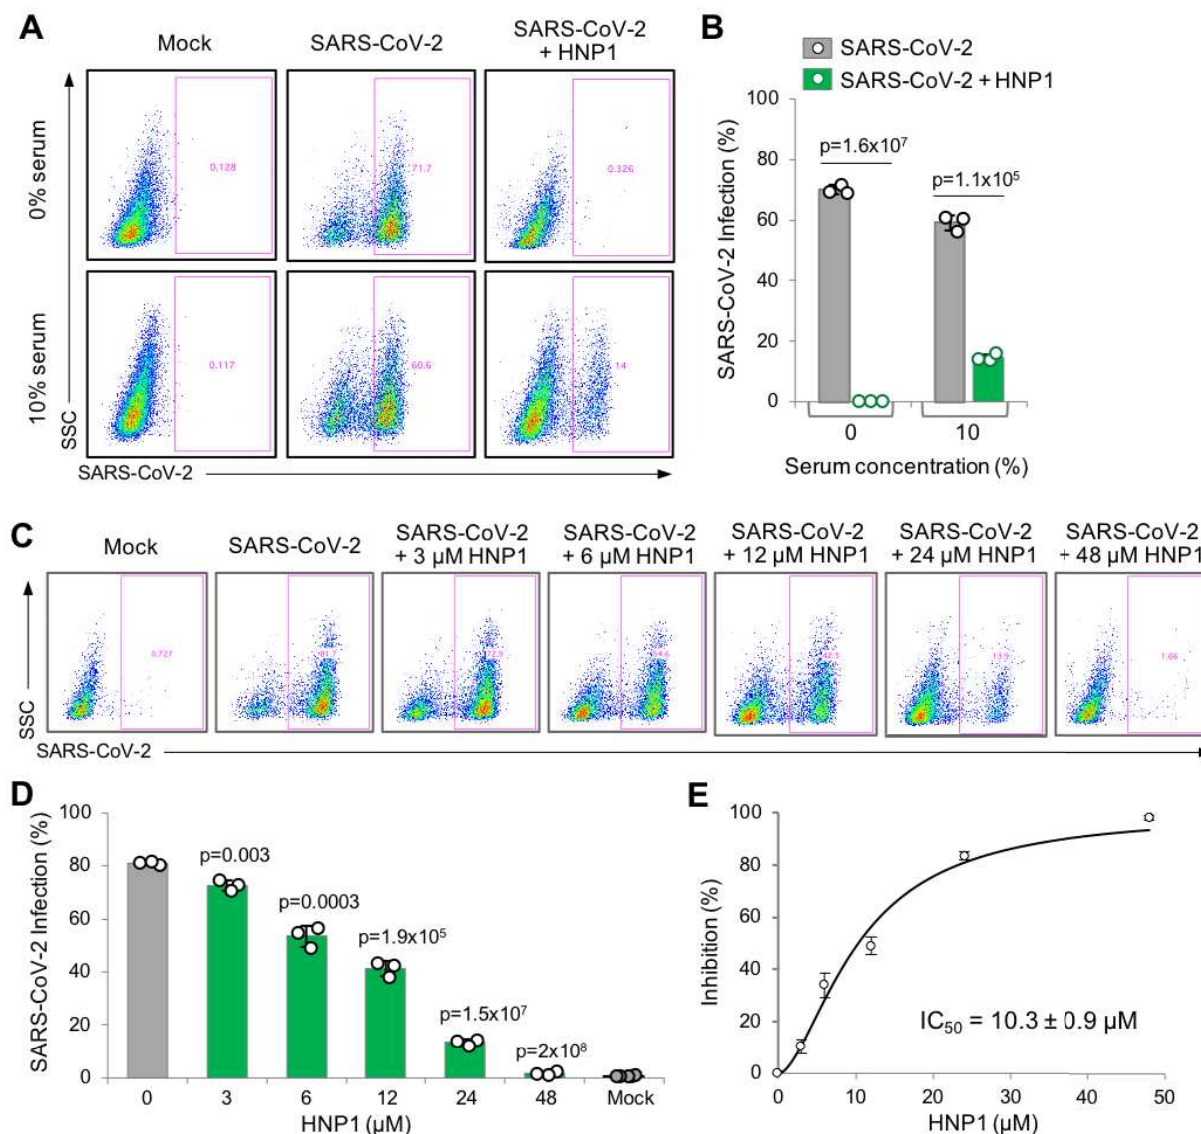 A
Mock
SARS-CoV-2
SARS-CoV-2
+ HNP1
0% serum
0.128
71.7
0.326
10% serum
0.117
60.6
14
SSC
SARS-CoV-2
B
SARS-CoV-2
SARS-CoV-2 + HNP1
SARS-CoV-2 Infection (%)
100
80
60
40
20
0
p=1.6x10⁷
p=1.1x10⁵
0
10
Serum concentration (%)
C
Mock
SARS-CoV-2
SARS-CoV-2
+ 3 µM HNP1
SARS-CoV-2
+ 6 µM HNP1
SARS-CoV-2
+ 12 µM HNP1
SARS-CoV-2
+ 24 µM HNP1
SARS-CoV-2
+ 48 µM HNP1
0.727
81.7
72.9
54.6
42.5
13.9
1.66
SSC
SARS-CoV-2
D
SARS-CoV-2 Infection (%)
100
80
60
40
20
0
p=0.003
p=0.0003
p=1.9x10⁵
p=1.5x10⁷
p=2x10⁸
0
3
6
12
24
48
Mock
HNP1 (µM)
E
Inhibition (%)
100
80
60
40
20
0
IC₅₀ = 10.3 ± 0.9 µM
0
10
20
30
40
50
HNP1 (µM)